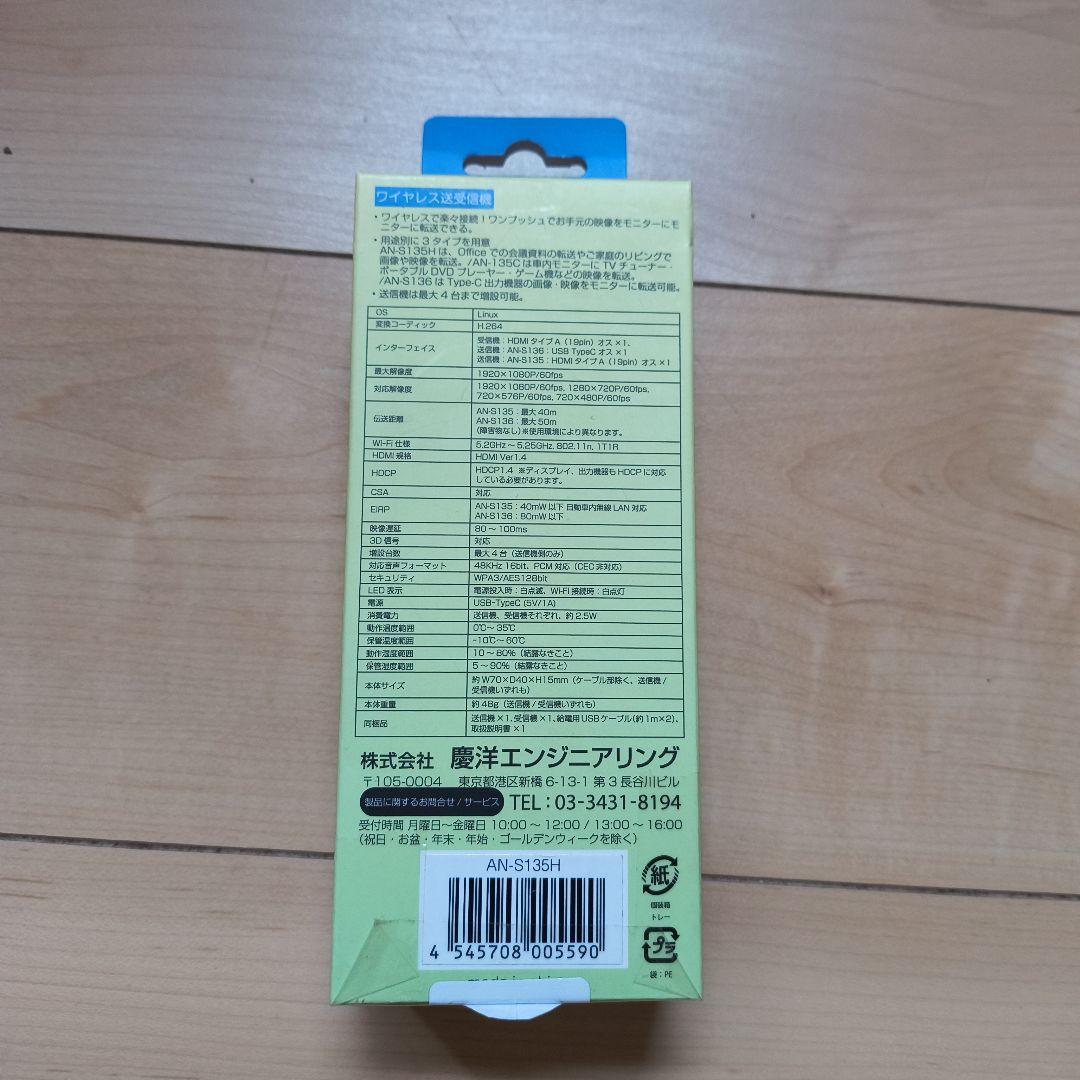 ワイヤレス送受信機
・ワイヤレスで楽々接続！ワンプッシュでお手元の映像をモニターにモ
ニターに転送できる。
・用途別に３タイプを用意
AN-S135Hは、Officeでの会議資料の転送やご家庭のリビングで
画像や映像を転送。/AN-135Cは車内モニターにTVチューナー・
ポータブルDVDプレーヤー・ゲーム機などの映像を転送。
/AN-S136はType-C出力機器の画像・映像をモニターに転送可能。
・送信機は最大４台まで増設可能。
OS Linux
変換コーディック H.264
インターフェイス 受信機：HDMIタイプA（19pin）オス×1、
送信機：AN-S136：USB TypeCオス×1
送信機：AN-S135：HDMIタイプA（19pin）オス×1
最大解像度 1920×1080P/60fps
対応解像度 1920×1080P/60fps, 1280×720P/60fps,
720×576P/60fps, 720×480P/60fps
伝送距離 AN-S135：最大40m
AN-S136：最大50m
（障害物なし）※使用環境により異なります。
Wi-Fi仕様 5.2GHz～5.25GHz, 802.11n, 1T1R
HDMI規格 HDMI Ver1.4
HDCP HDCP1.4 ※ディスプレイ、出力機器もHDCPに対応
している必要があります。
CSA 対応
EIRP AN-S135：40mW以下 自動車内無線LAN対応
AN-S136：80mW以下
映像遅延 80～100ms
3D信号 対応
増設台数 最大４台（送信機側のみ）
対応音声フォーマット 48KHz 16bit、PCM対応（CEC非対応）
セキュリティ WPA3/AES128bit
LED表示 電源投入時：白点滅、WI-FI接続時：白点灯
電源 USB-TypeC (5V/1A)
消費電力 送信機、受信機それぞれ、約2.5W
動作温度範囲 0℃～35℃
保管温度範囲 -10℃～60℃
動作湿度範囲 10～80%（結露なきこと）
保管湿度範囲 5～90%（結露なきこと）
本体サイズ 約W70×D40×H15mm（ケーブル部除く、送信機/
受信機いずれも）
本体重量 約48g（送信機/受信機いずれも）
同梱品 送信機×1、受信機×1、給電用USBケーブル(約1m×2)、
取扱説明書×1
株式会社 慶洋エンジニアリング
〒105-0004 東京都港区新橋6-13-1 第３長谷川ビル
製品に関するお問合せ/サービス TEL：03-3431-8194
受付時間 月曜日～金曜日 10:00～12:00 / 13:00～16:00
（祝日・お盆・年末・年始・ゴールデンウィークを除く）
AN-S135H
4 545708 005590
紙
個装箱
トレー
プラ
袋：PE